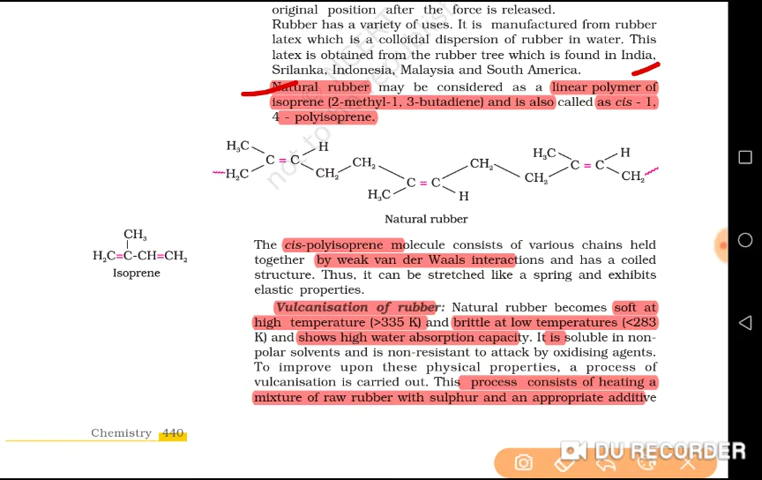 original position after the force is released.
Rubber has a variety of uses. It is manufactured from rubber
latex which is a colloidal dispersion of rubber in water. This
latex is obtained from the rubber tree which is found in India,
Srilanka, Indonesia, Malaysia and South America.
Natural rubber may be considered as a linear polymer of
isoprene (2-methyl-1, 3-butadiene) and is also called as cis - 1,
4 - polyisoprene.
H₃C H CH₂ CH₂ H₃C H
C = C C = C
H₂C CH₂ C = C CH₂ CH₂
H₃C H
Natural rubber
CH₃
H₂C=C-CH=CH₂
Isoprene
The cis-polyisoprene molecule consists of various chains held
together by weak van der Waals interactions and has a coiled
structure. Thus, it can be stretched like a spring and exhibits
elastic properties.
Vulcanisation of rubber: Natural rubber becomes soft at
high temperature (>335 K) and brittle at low temperatures (<283
K) and shows high water absorption capacity. It is soluble in non-
polar solvents and is non-resistant to attack by oxidising agents.
To improve upon these physical properties, a process of
vulcanisation is carried out. This process consists of heating a
mixture of raw rubber with sulphur and an appropriate additive
Chemistry 440
DU RECORDER